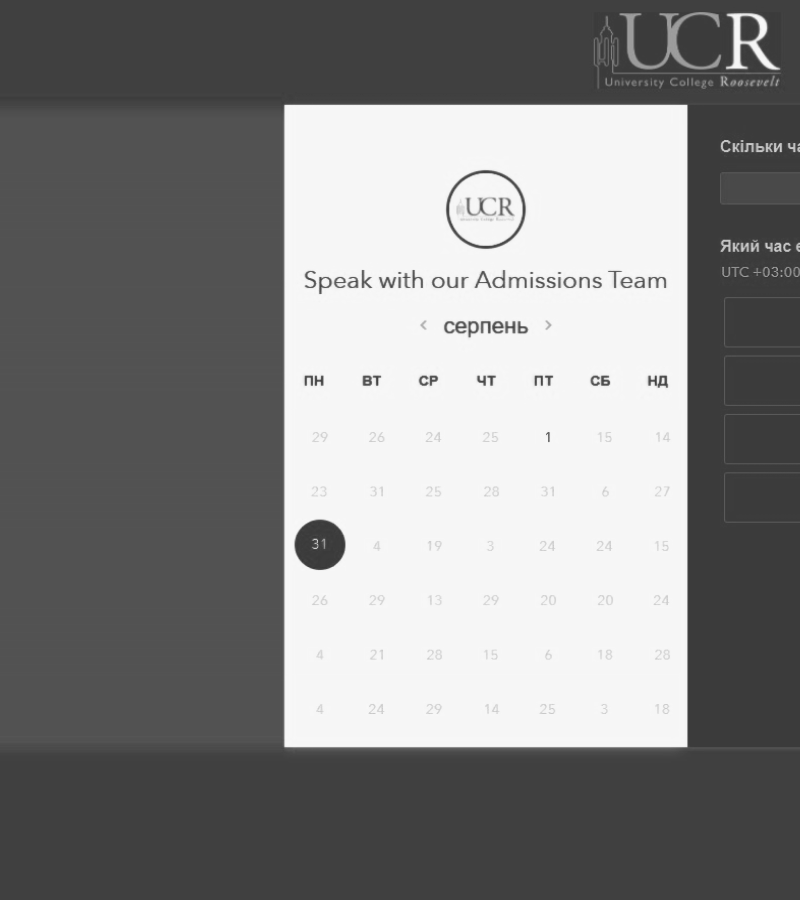 UCR
University College Roosevelt
UCR
Speak with our Admissions Team
< серпень >
ПН ВТ СР ЧТ ПТ СБ НД
29 26 24 25 1 15 14
23 31 25 28 31 6 27
31 4 19 3 24 24 15
26 29 13 29 20 20 24
4 21 28 15 6 18 28
4 24 29 14 25 3 18
Скільки ча
Який час є
UTC +03:00